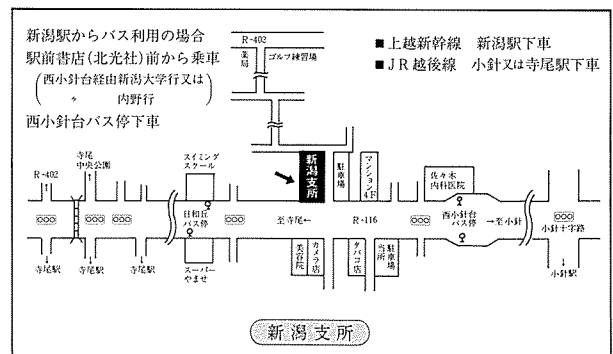 新潟駅からバス利用の場合
駅前書店(北光社)前から乗車
(西小針台経由新潟大学行又は
〃 内野行)
西小針台バス停下車
■上越新幹線 新潟駅下車
■JR越後線 小針又は寺尾駅下車
R-402
薬局
ゴルフ練習場
R-402
寺尾
中央公園
スイミング
スクール
新潟支所
駐車場
マンション4F
佐々木
内科医院
日和丘
バス停
至寺尾←
R-116
西小針台
バス停
→至小針
小針十字路
寺尾駅
寺尾駅
寺尾駅
スーパー
やませ
美容院
カメラ店
タバコ店
当所
駐車場
小針駅
新潟支所